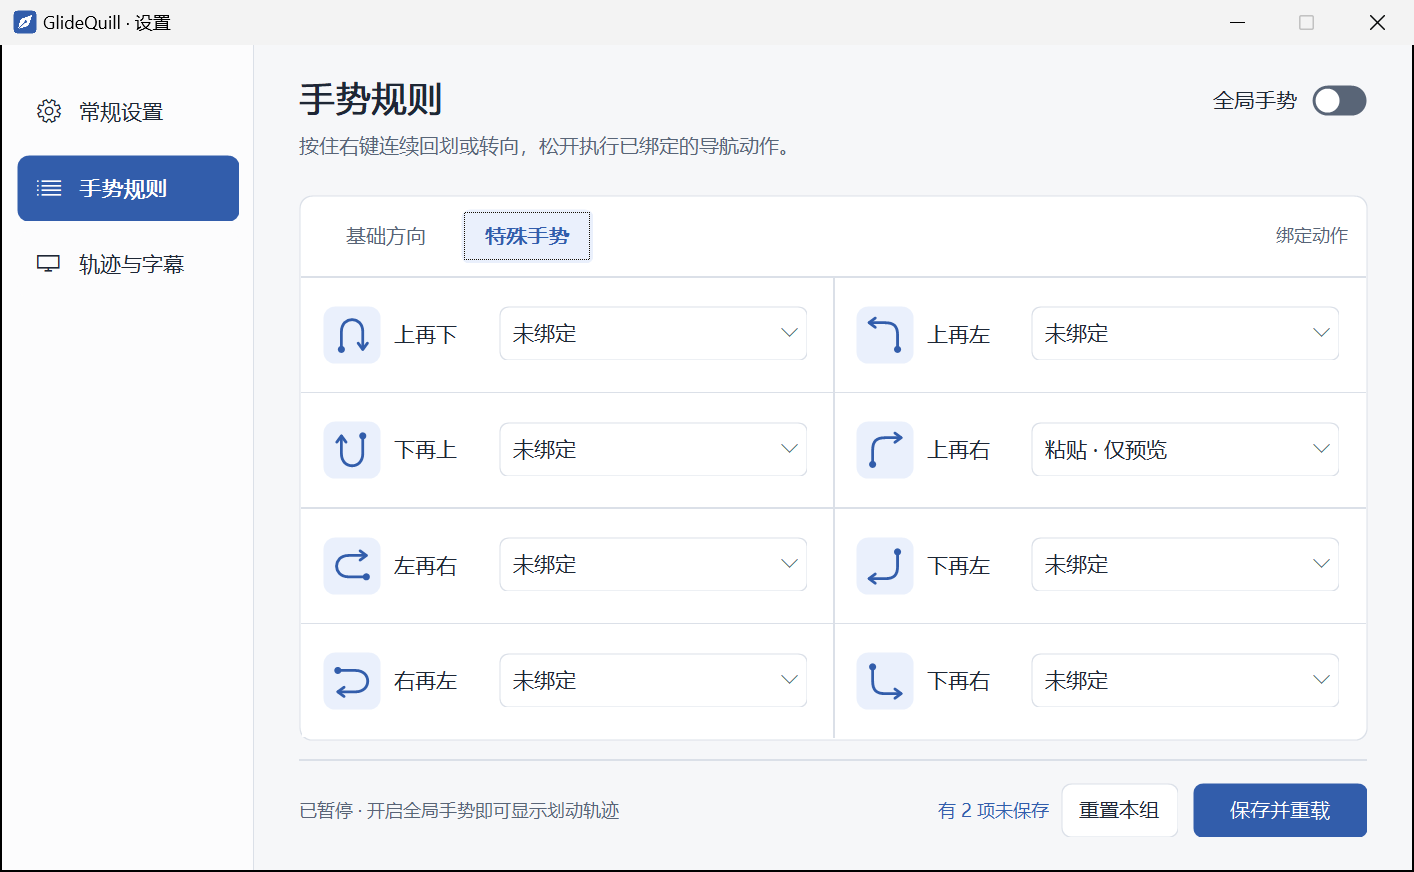 GlideQuill · 设置
常规设置
手势规则
轨迹与字幕
手势规则
全局手势
按住右键连续回划或转向，松开执行已绑定的导航动作。
基础方向
特殊手势
绑定动作
上再下
未绑定
上再左
未绑定
下再上
未绑定
上再右
粘贴 · 仅预览
左再右
未绑定
下再左
未绑定
右再左
未绑定
下再右
未绑定
已暂停 · 开启全局手势即可显示划动轨迹
有 2 项未保存
重置本组
保存并重载